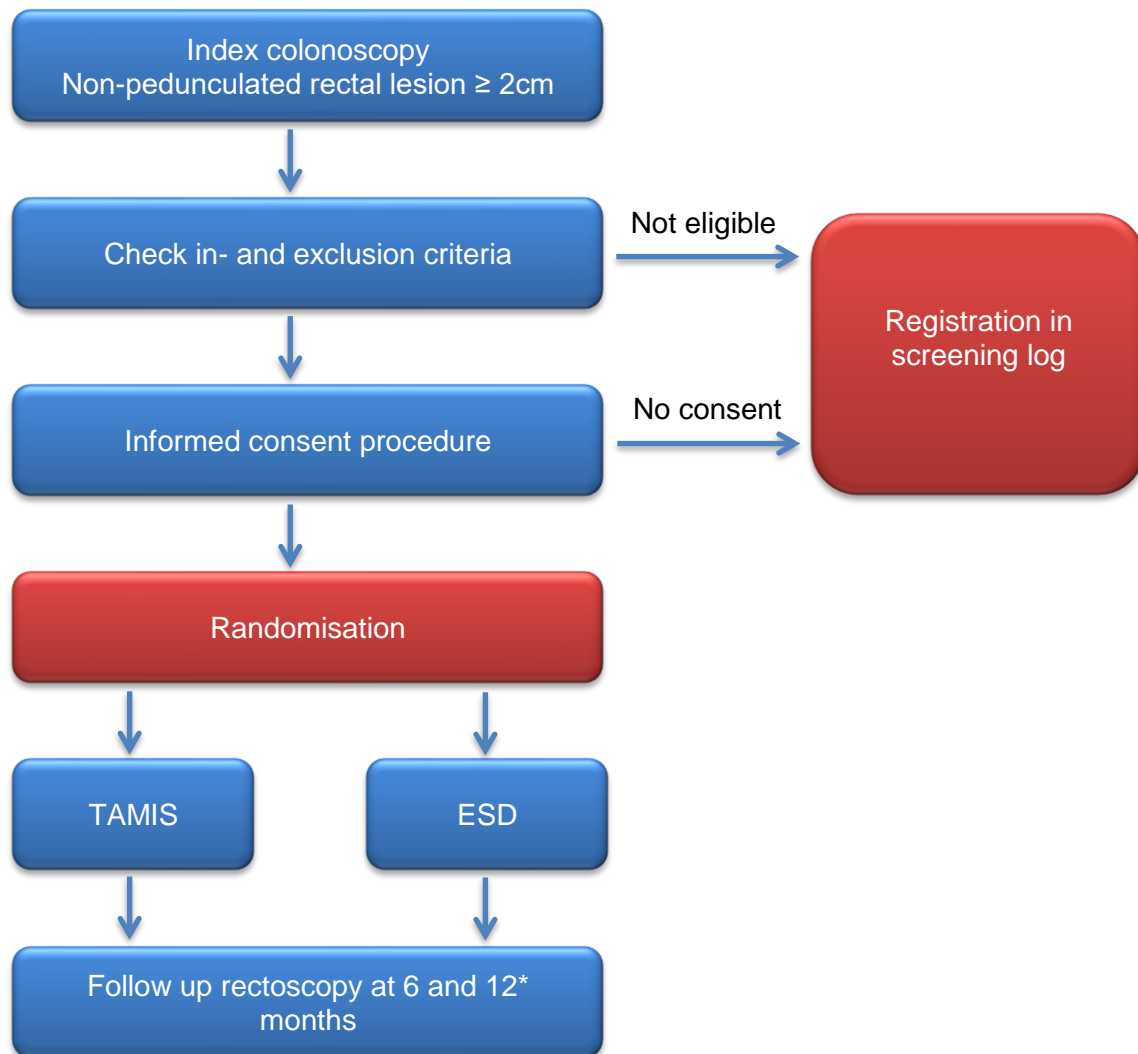 Index colonoscopy
Non-pedunculated rectal lesion ≥ 2cm
Check in- and exclusion criteria
Not eligible
Registration in
screening log
Informed consent procedure
No consent
Randomisation
TAMIS
ESD
Follow up rectoscopy at 6 and 12*
months